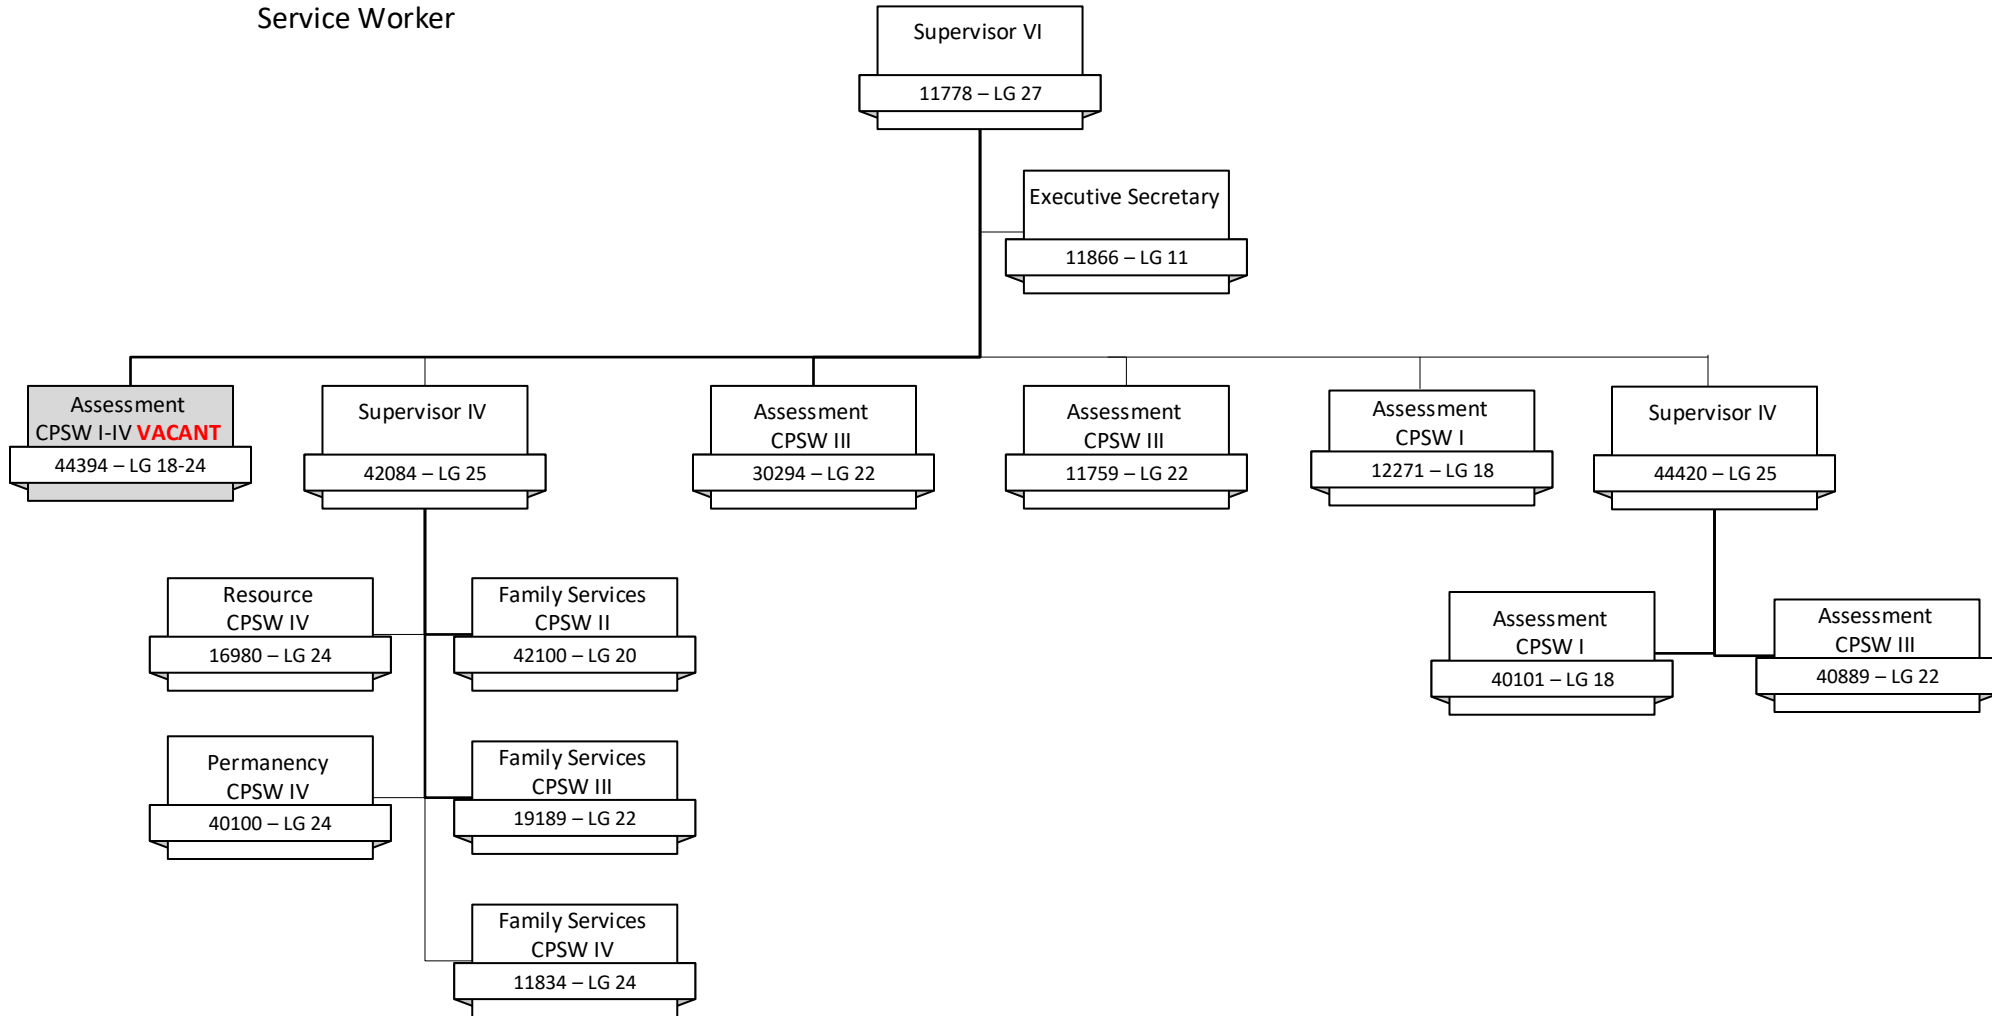 Service Worker
Supervisor VI
11778 – LG 27
Executive Secretary
11866 – LG 11
Assessment
CPSW I-IV VACANT
44394 – LG 18-24
Supervisor IV
42084 – LG 25
Assessment
CPSW III
30294 – LG 22
Assessment
CPSW III
11759 – LG 22
Assessment
CPSW I
12271 – LG 18
Supervisor IV
44420 – LG 25
Resource
CPSW IV
16980 – LG 24
Family Services
CPSW II
42100 – LG 20
Assessment
CPSW I
40101 – LG 18
Assessment
CPSW III
40889 – LG 22
Permanency
CPSW IV
40100 – LG 24
Family Services
CPSW III
19189 – LG 22
Family Services
CPSW IV
11834 – LG 24